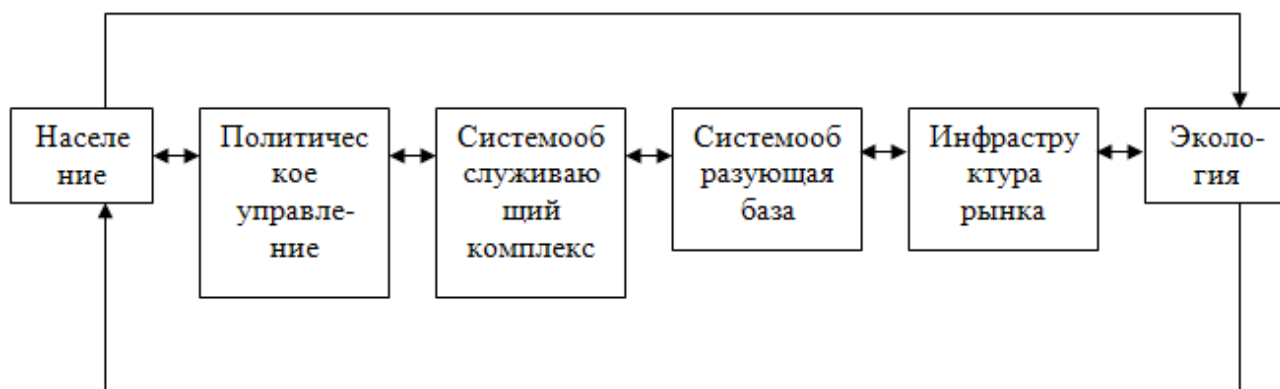 Населе
ние
Политичес
кое
управле-
ние
Системооб
служиваю
щий
комплекс
Системооб
разующая
база
Инфрастру
ктура
рынка
Эколо-
гия